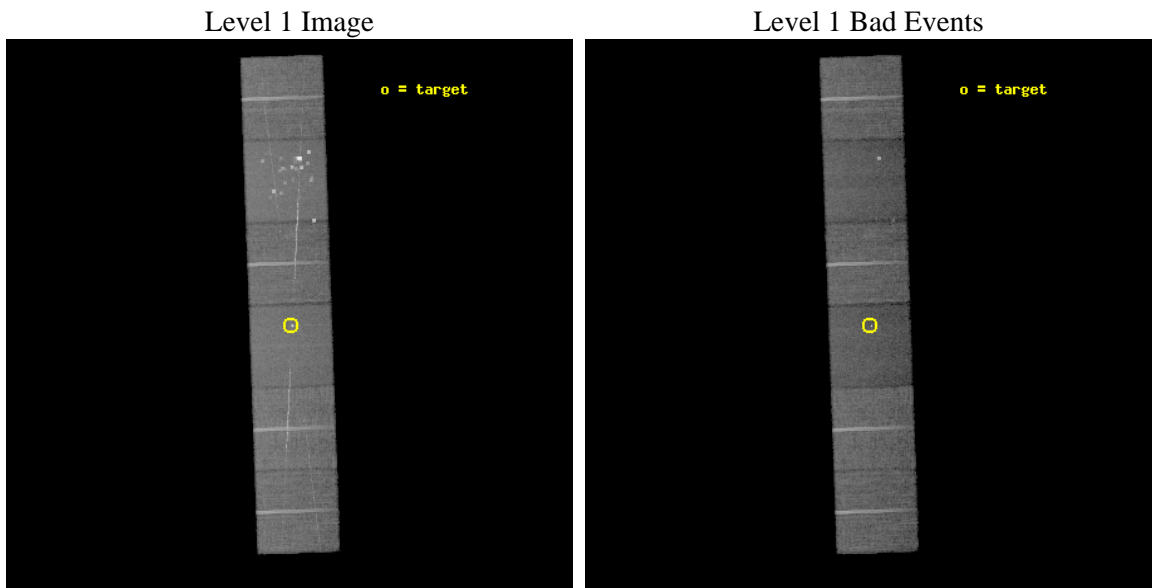 Level 1 Image
Level 1 Bad Events
o = target
o = target